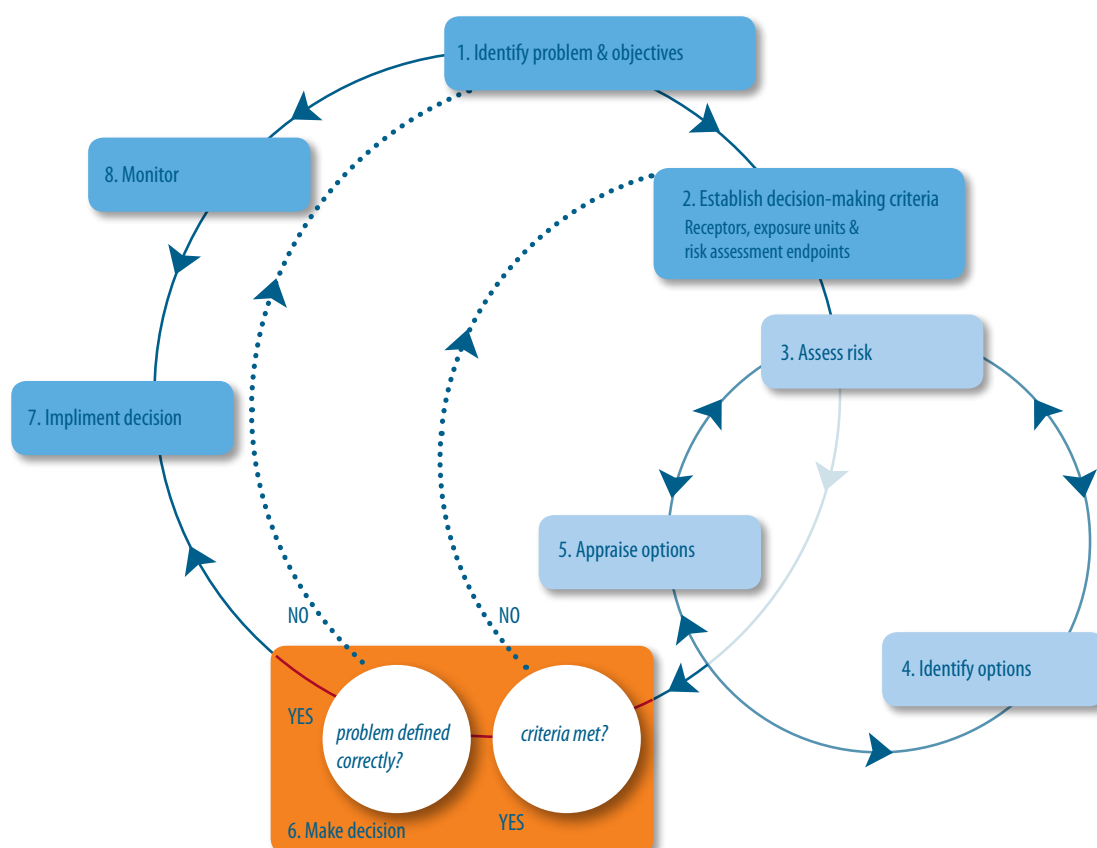 1. Identify problem & objectives
8. Monitor
2. Establish decision-making criteria
Receptors, exposure units &
risk assessment endpoints
3. Assess risk
7. Impliment decision
5. Appraise options
4. Identify options
NO
NO
YES
problem defined
correctly?
criteria met?
YES
6. Make decision